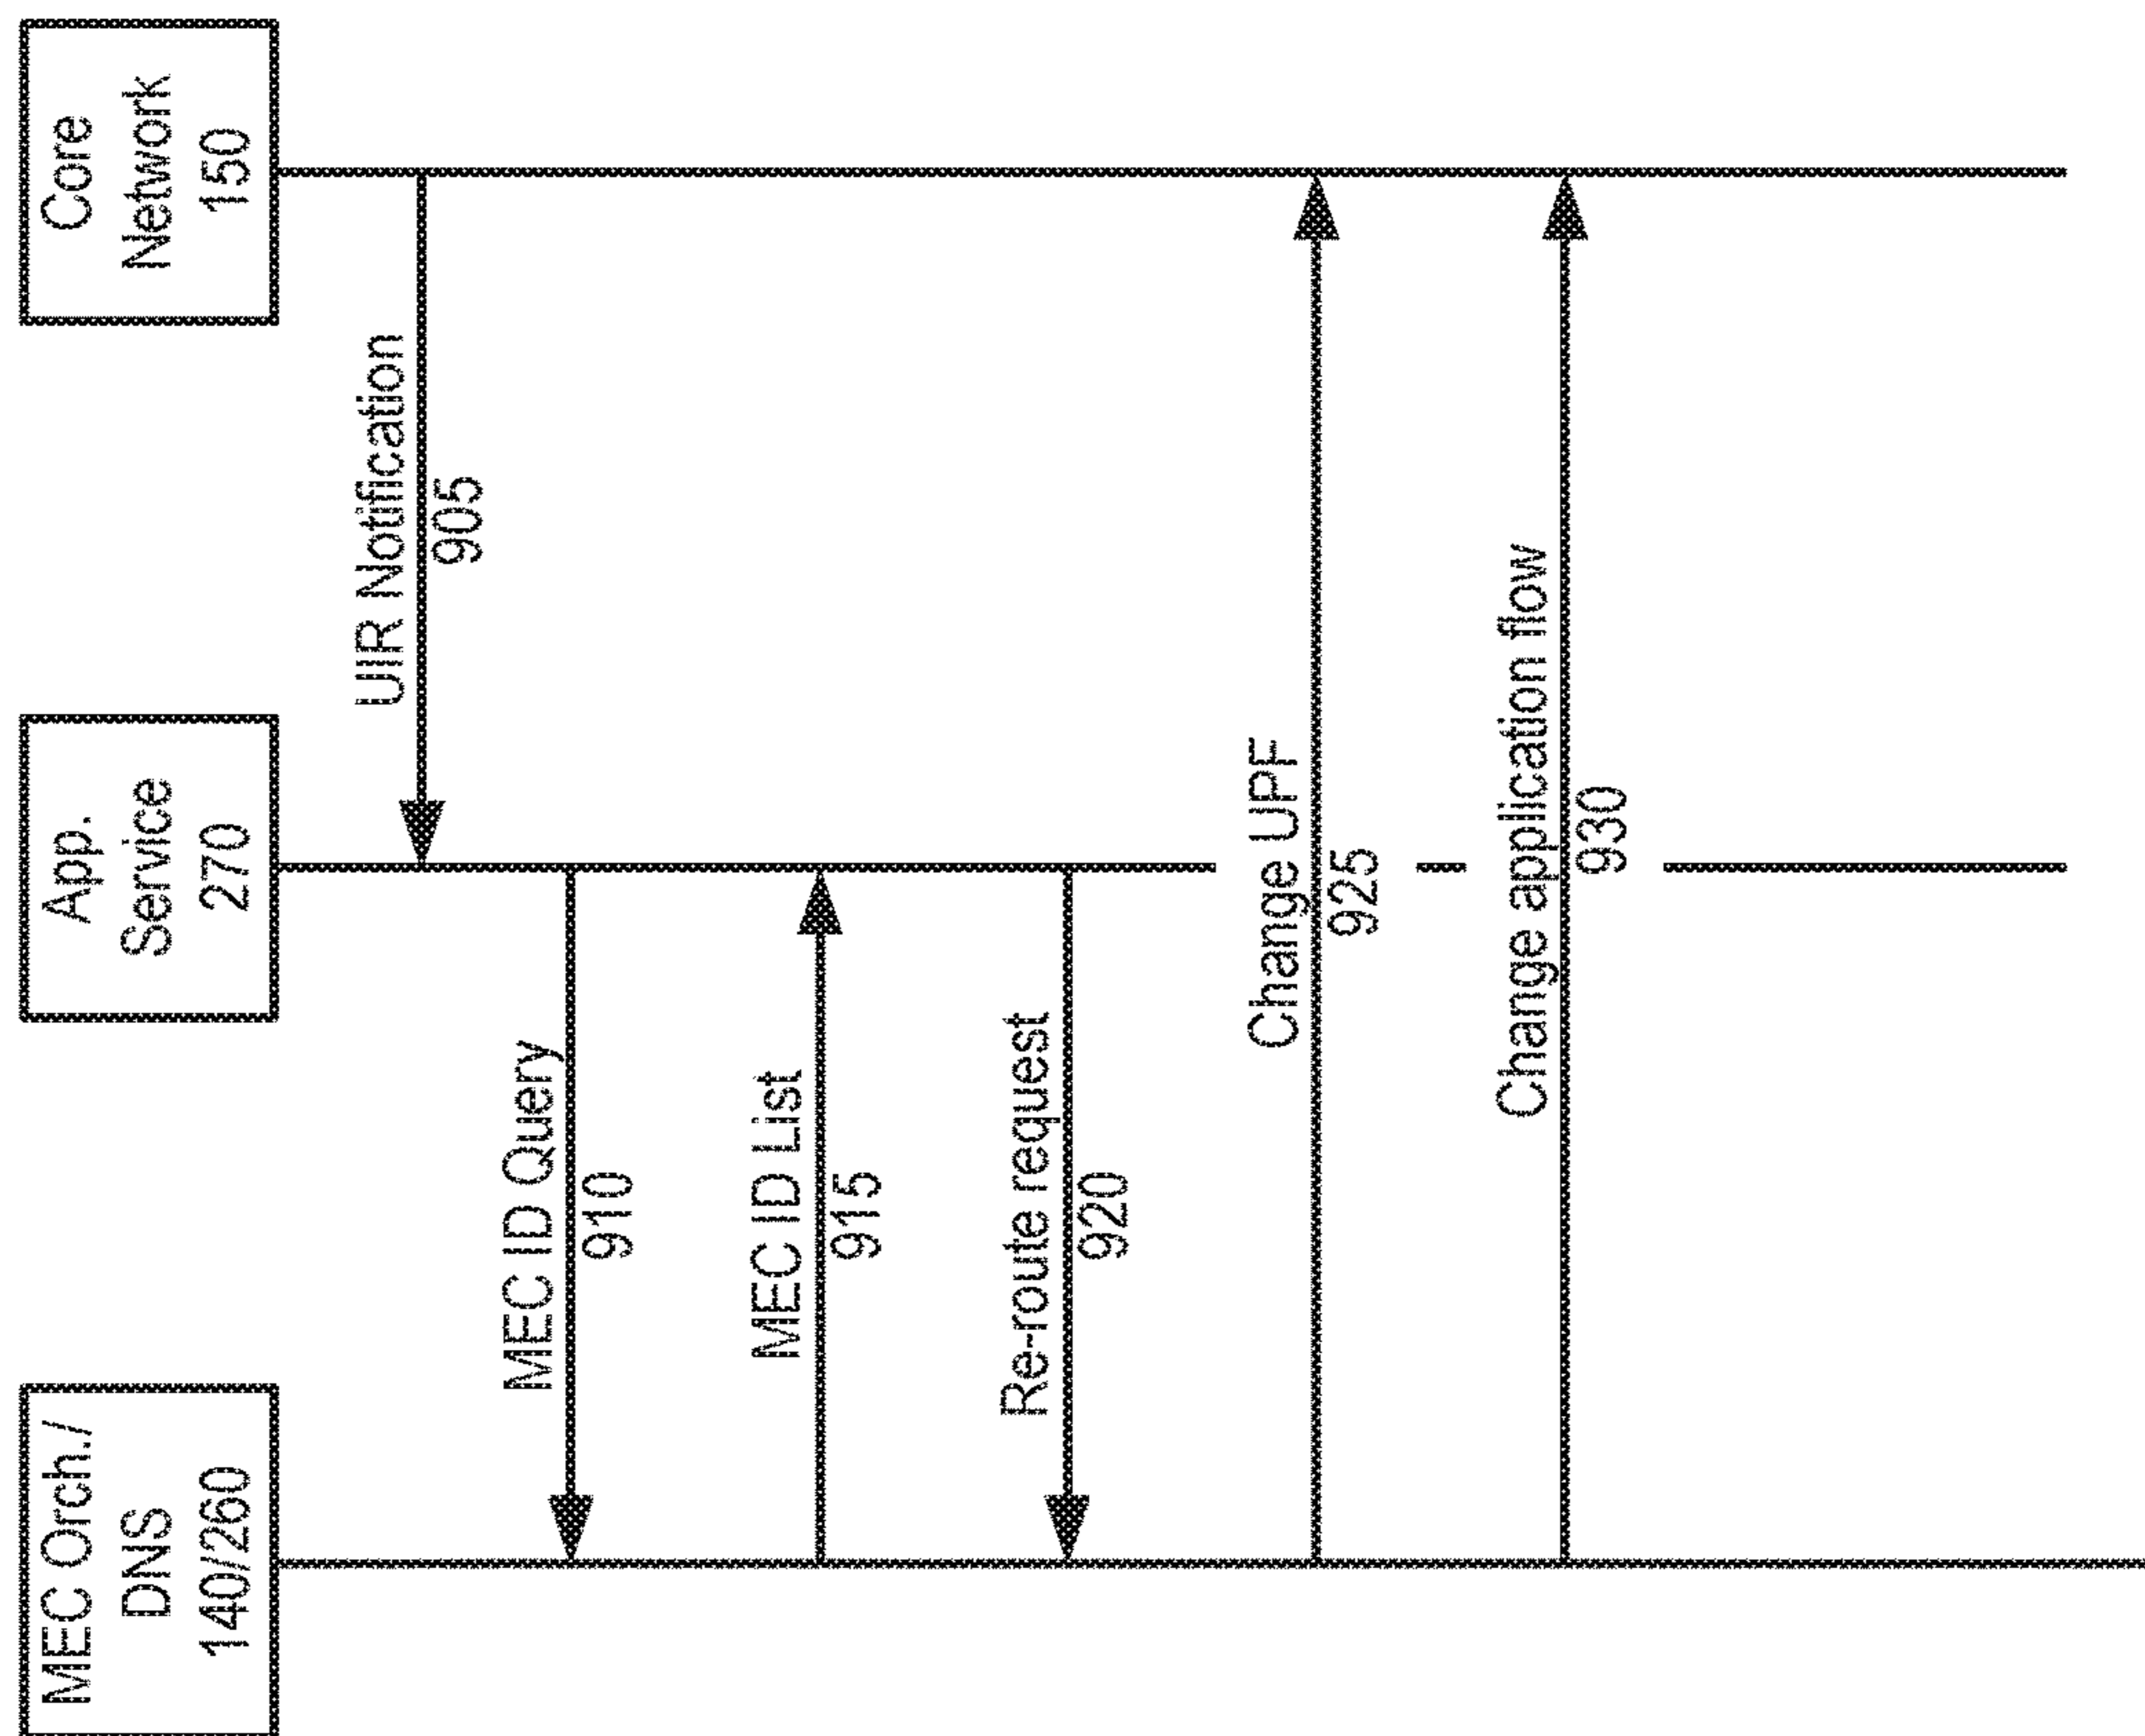 MEC Orch./
DNS
140/260
App.
Service
270
Core
Network
150
UIR Notification
905
MEC ID Query
910
MEC ID List
915
Re-route request
920
Change UPF
925
Change application flow
930